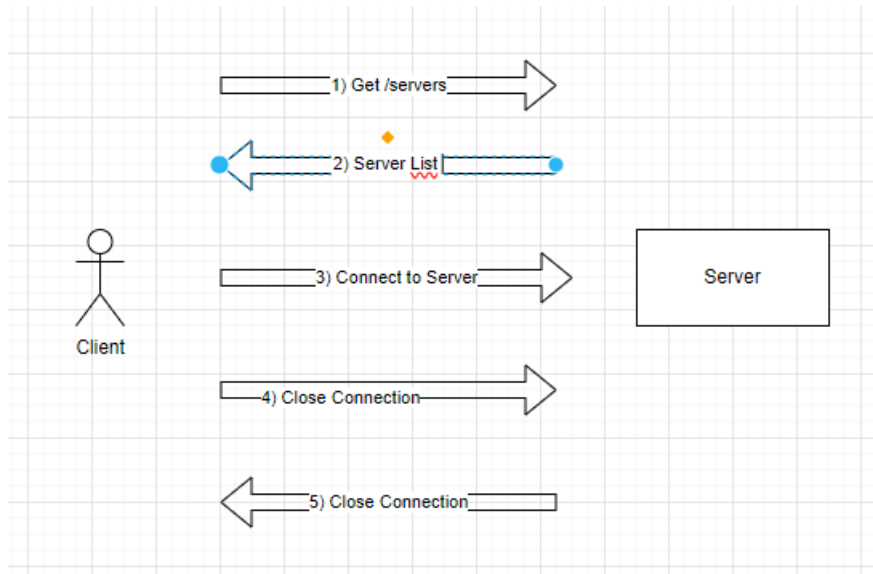 1) Get /servers
2) Server List
3) Connect to Server
Server
Client
4) Close Connection
5) Close Connection